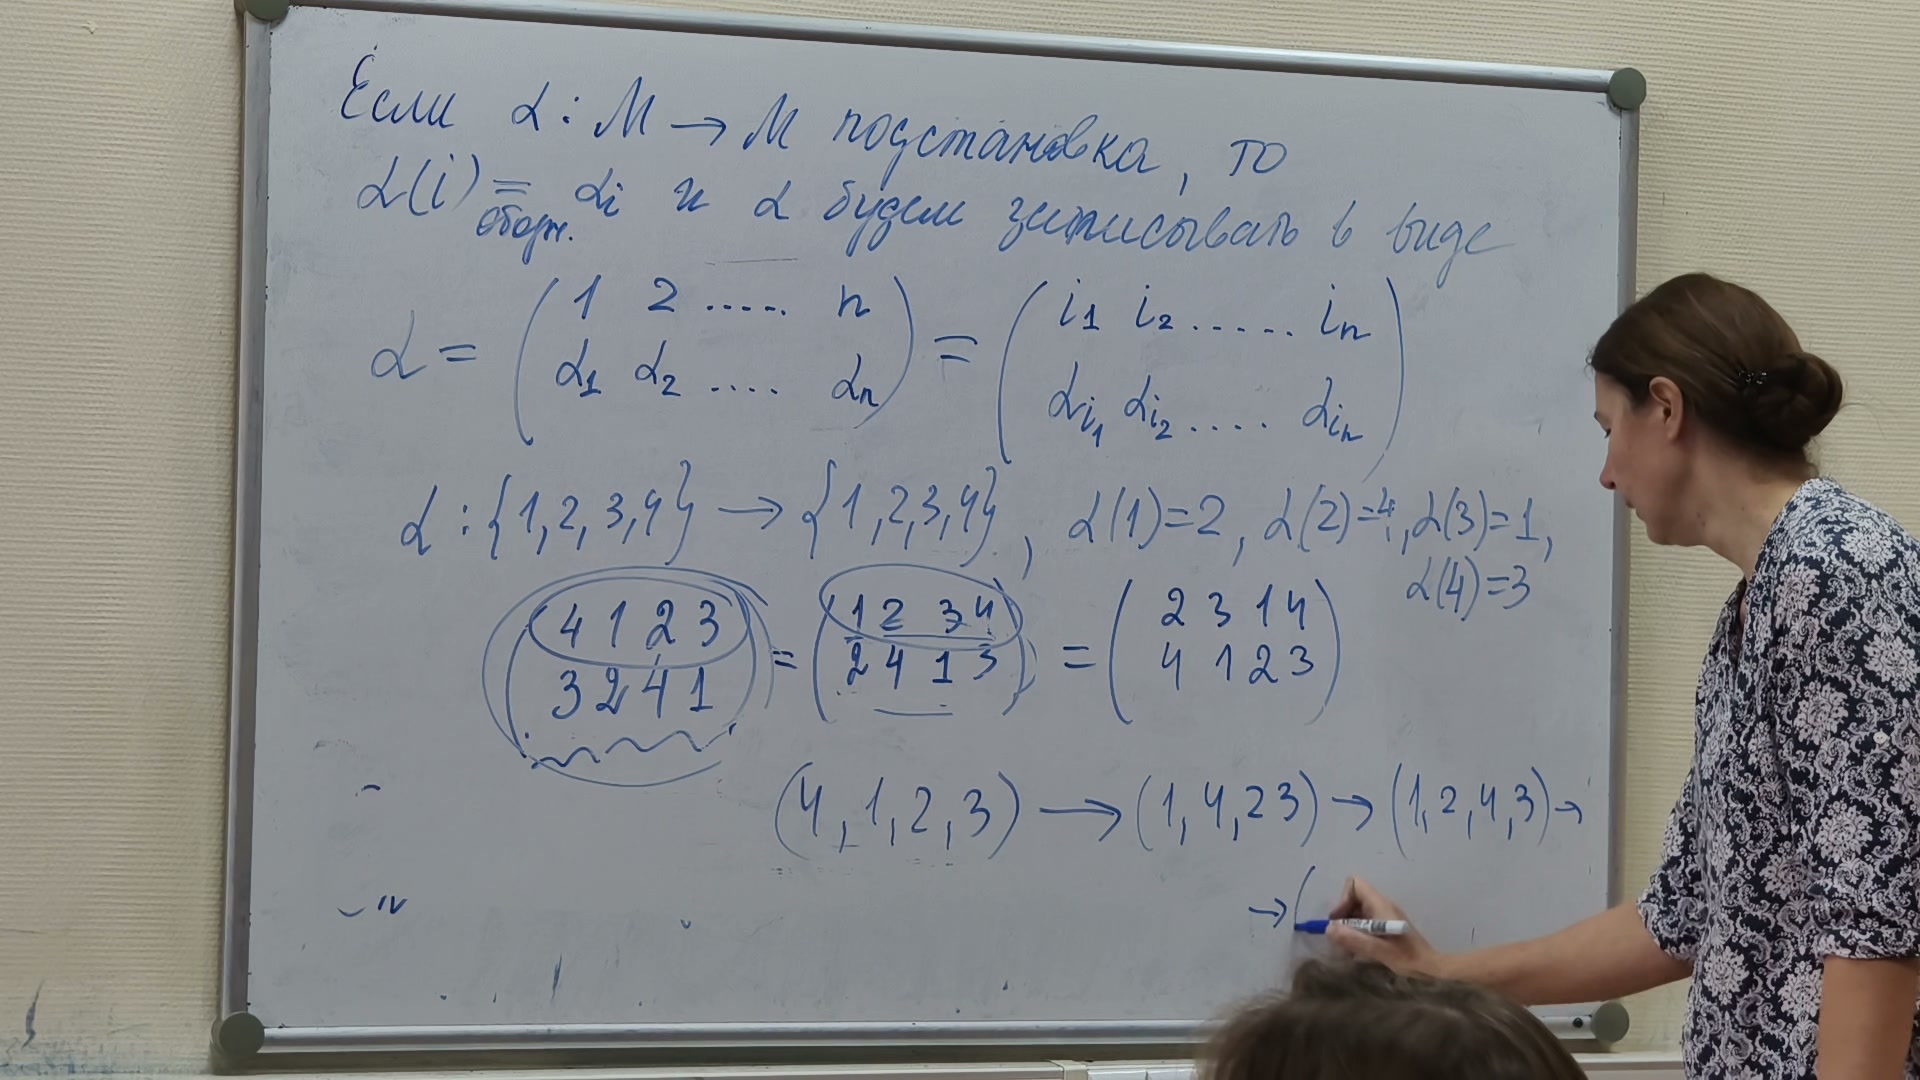 Если α : M → M подстановка, то
α(i) = αi и α будем записывать в виде
обозн.
α = ( 1 2 ..... n ) = ( i1 i2 ..... in )
( α1 α2 .... αn ) ( αi1 αi2 .... αin )
α : {1,2,3,4} → {1,2,3,4}, α(1)=2, α(2)=4, α(3)=1,
α(4)=3
( 4 1 2 3 ) = ( 1 2 3 4 ) = ( 2 3 1 4 )
( 3 2 4 1 ) ( 2 4 1 3 ) ( 4 1 2 3 )
(4,1,2,3) → (1,4,23) → (1,2,4,3) →
→ (